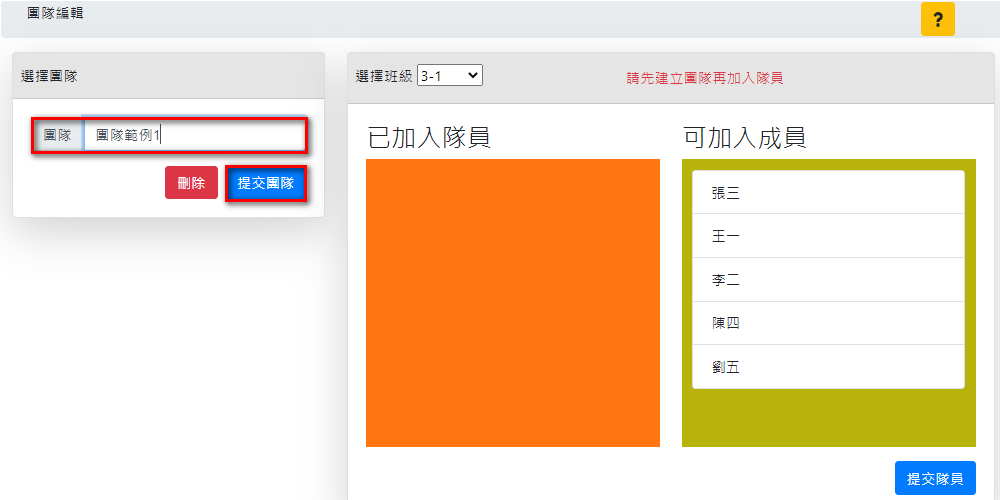 團隊編輯
?
選擇團隊
團隊 團隊範例1
刪除 提交團隊
選擇班級 3-1 請先建立團隊再加入隊員
已加入隊員
可加入成員
張三
王一
李二
陳四
劉五
提交隊員